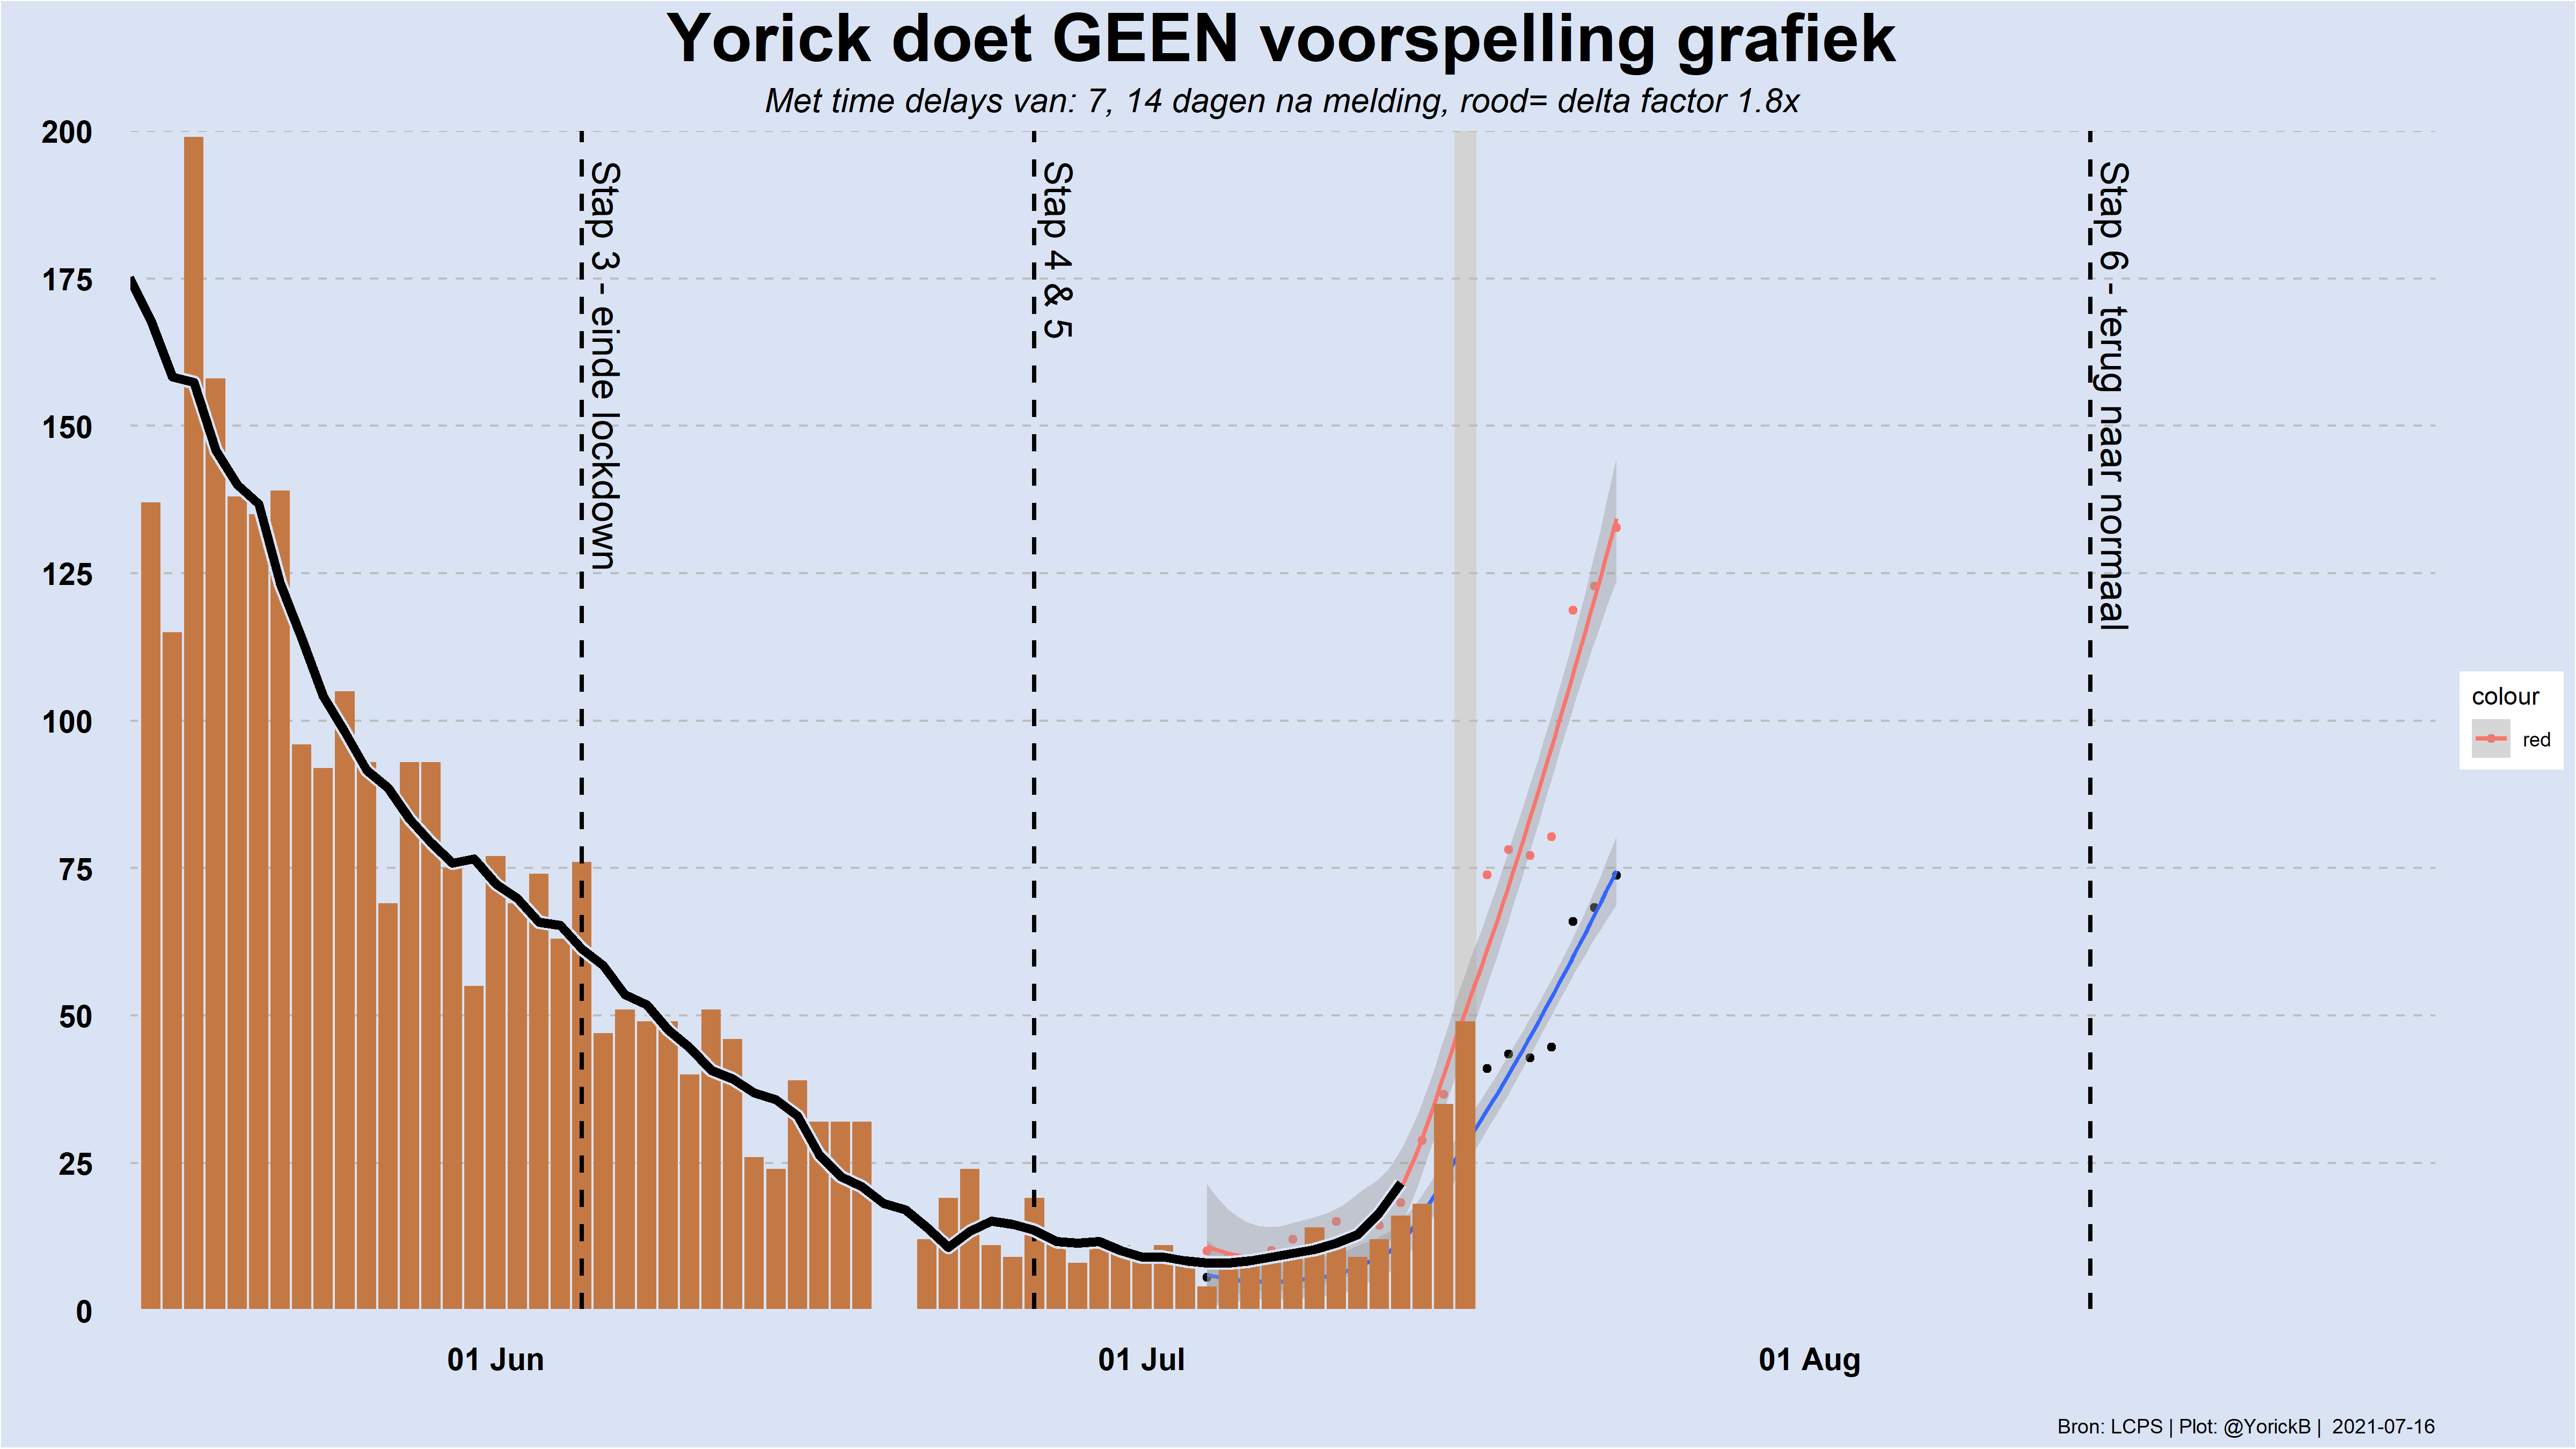 Yorick doet GEEN voorspelling grafiek
Met time delays van: 7, 14 dagen na melding, rood= delta factor 1.8x
200
175
150
125
100
75
50
25
0
Stap 3 - einde lockdown
Stap 4 & 5
Stap 6 - terug naar normaal
colour
red
01 Jun
01 Jul
01 Aug
Bron: LCPS | Plot: @YorickB | 2021-07-16